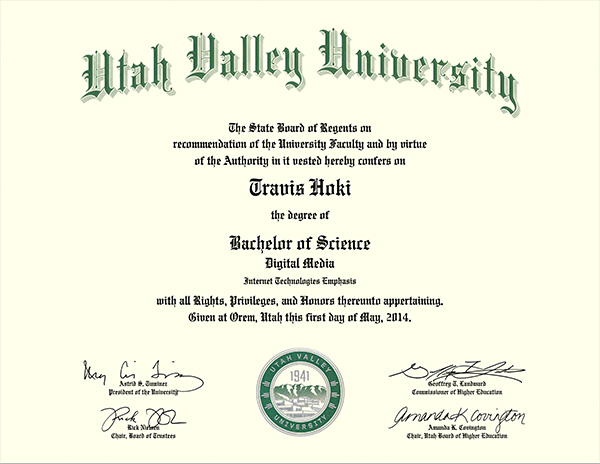 Utah Valley University
The State Board of Regents on
recommendation of the University Faculty and by virtue
of the Authority in it vested hereby confers on
Travis Hoki
the degree of
Bachelor of Science
Digital Media
Internet Technologies Emphasis
with all Rights, Privileges, and Honors thereunto appertaining.
Given at Orem, Utah this first day of May, 2014.
Astrid S. Tuminez
President of the University
Rick Nielsen
Chair, Board of Trustees
UTAH VALLEY
1941
UNIVERSITY
Geoffrey T. Landward
Commissioner of Higher Education
Amanda K Covington
Amanda K. Covington
Chair, Utah Board of Higher Education